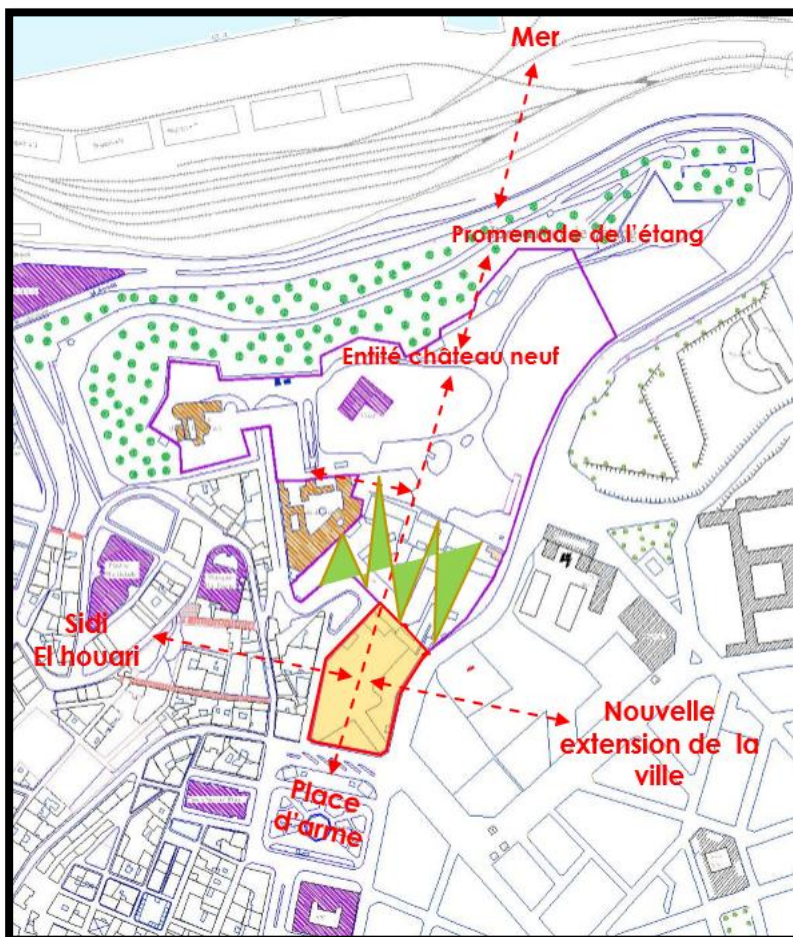 Mer
Promenade de l'étang
Entité château neuf
Sidi
El houari
Nouvelle
extension de la
ville
Place
d'arme